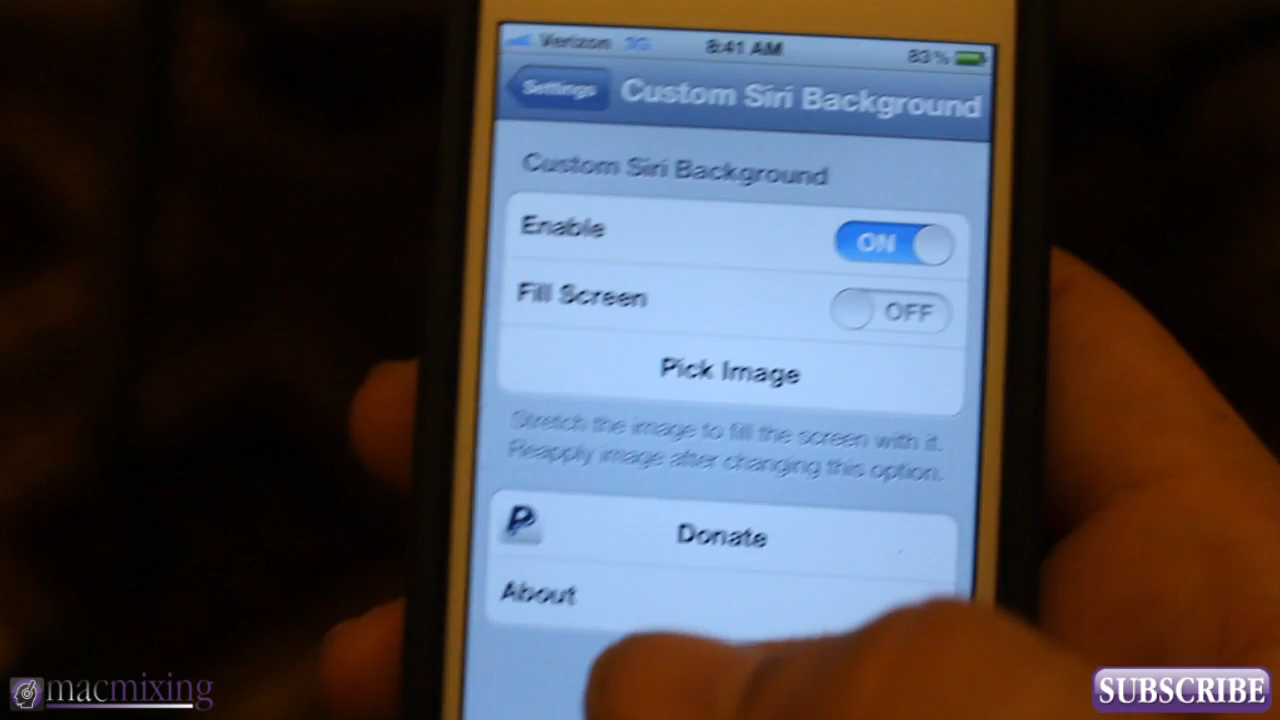 Verizon 3G 8:41 AM 83%
Settings Custom Siri Background
Custom Siri Background
Enable ON
Fill Screen OFF
Pick Image
Stretch the image to fill the screen with it.
Reapply image after changing this option.
P Donate
About
macmixing SUBSCRIBE